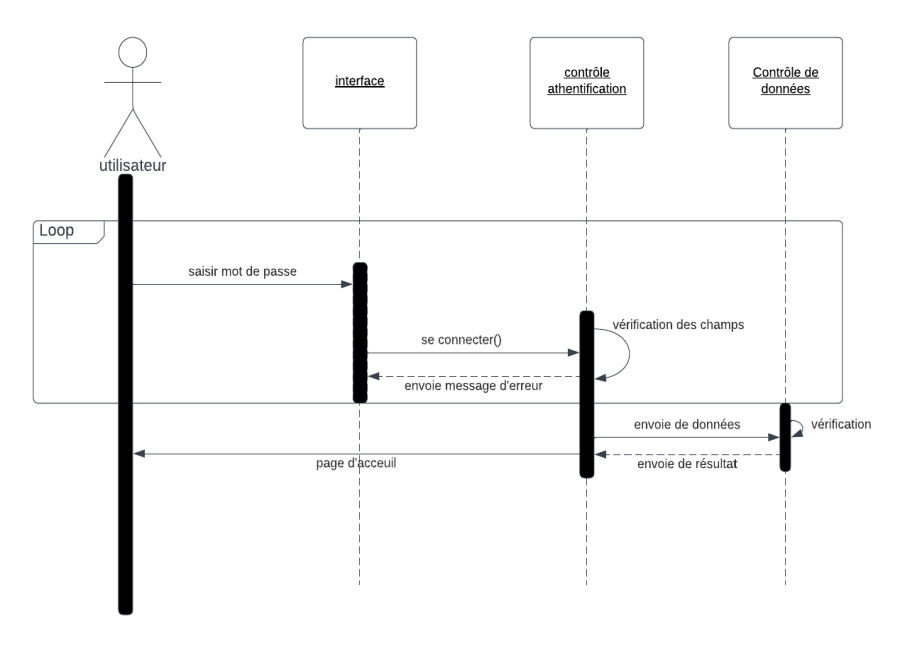 interface
contrôle
athentification
Contrôle de
données
utilisateur
Loop
saisir mot de passe
vérification des champs
se connecter()
envoie message d'erreur
envoie de données
vérification
page d'acceuil
envoie de résultat